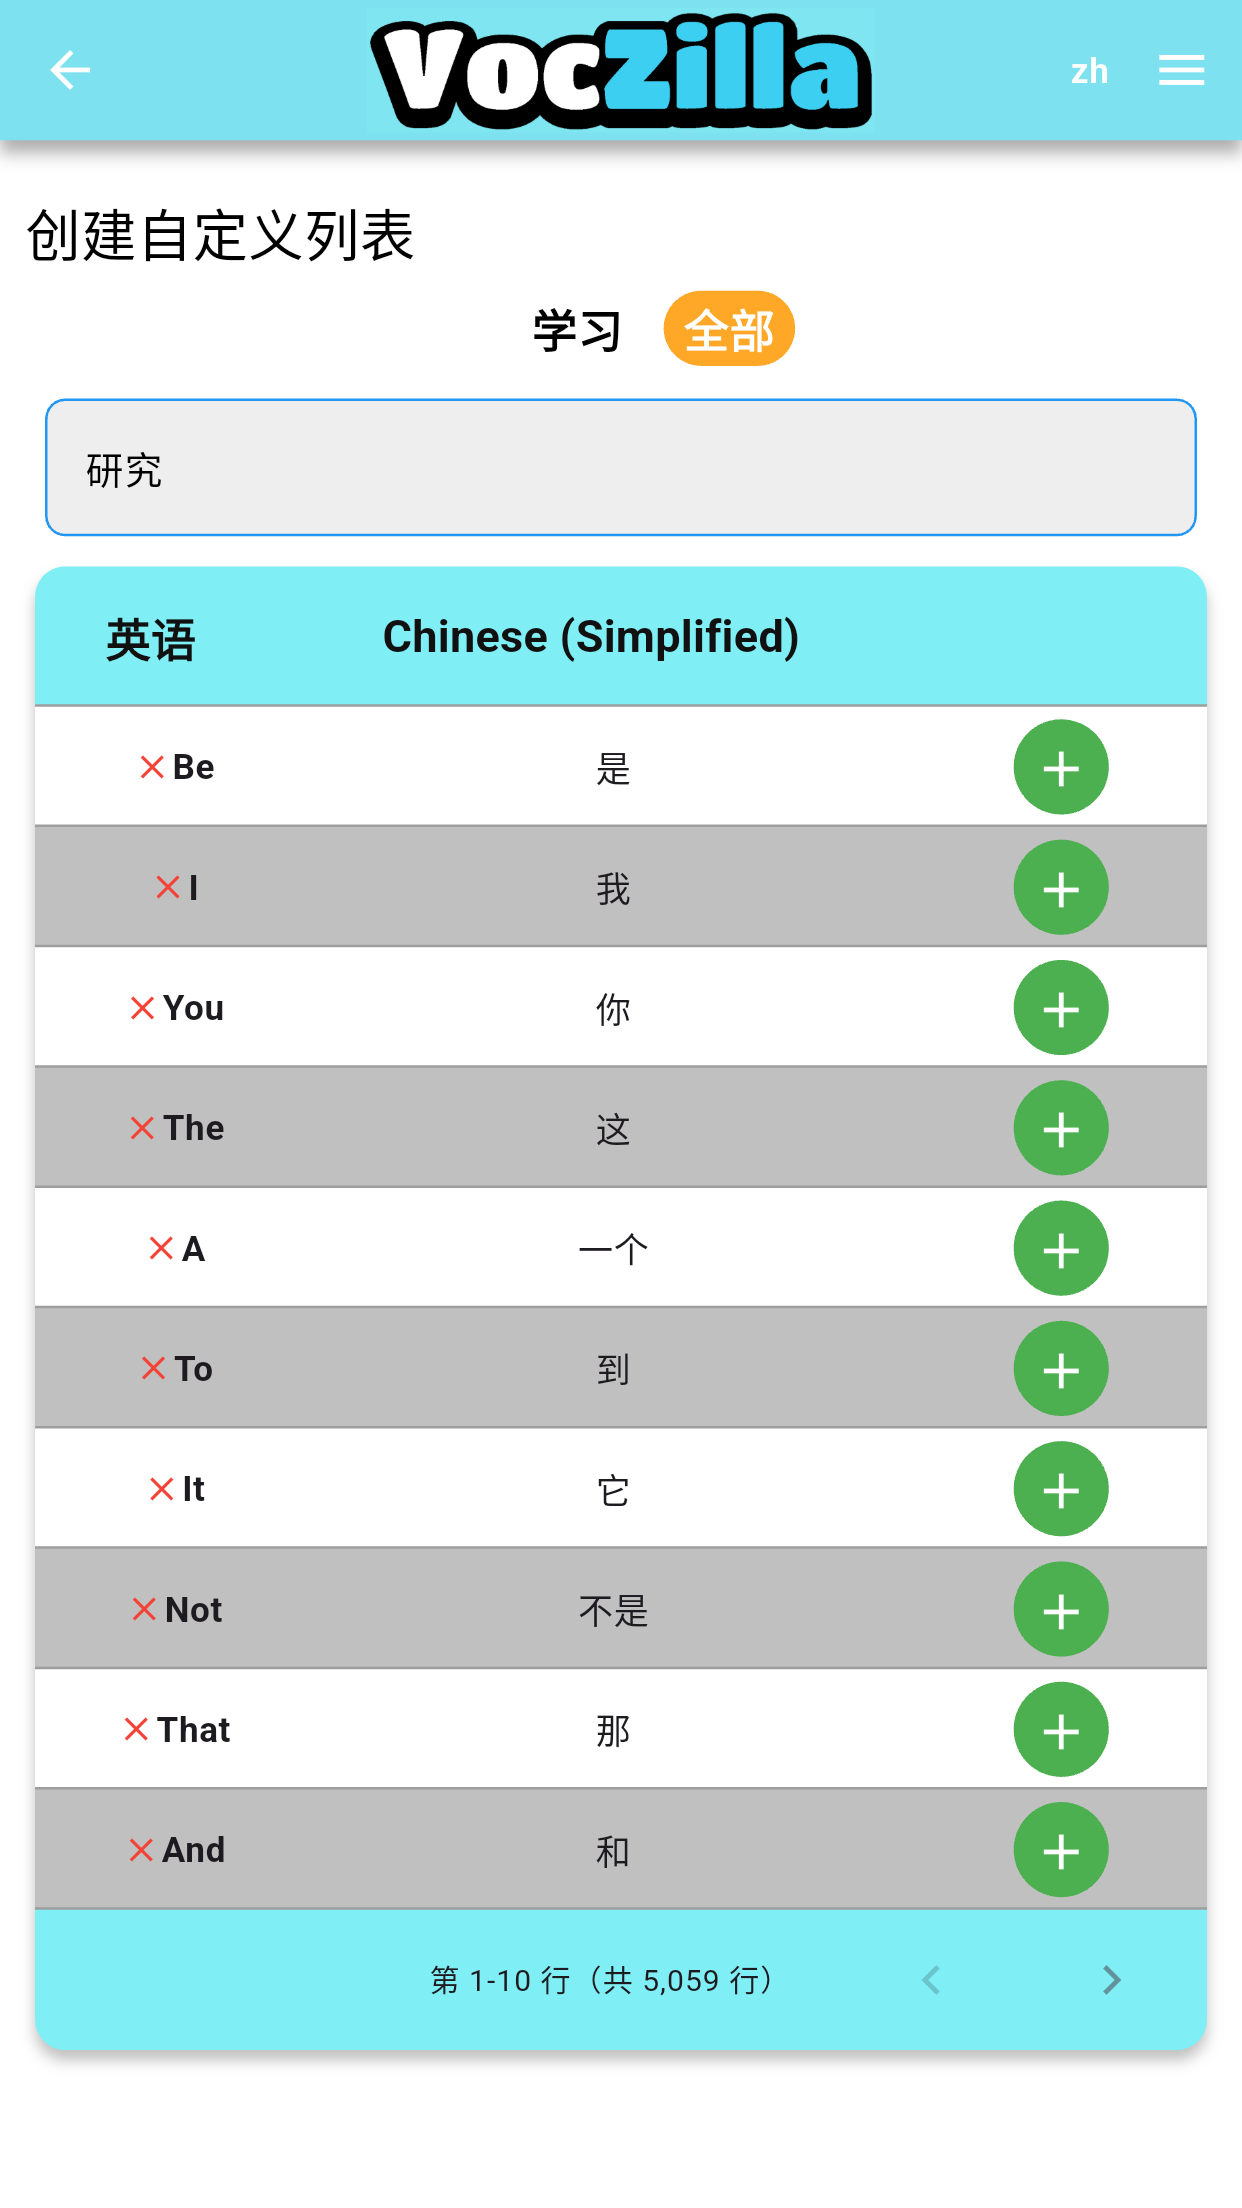 VocZilla
zh
创建自定义列表
学习 全部
研究
英语 Chinese (Simplified)
Be 是
I 我
You 你
The 这
A 一个
To 到
It 它
Not 不是
That 那
And 和
第 1-10 行（共 5,059 行）